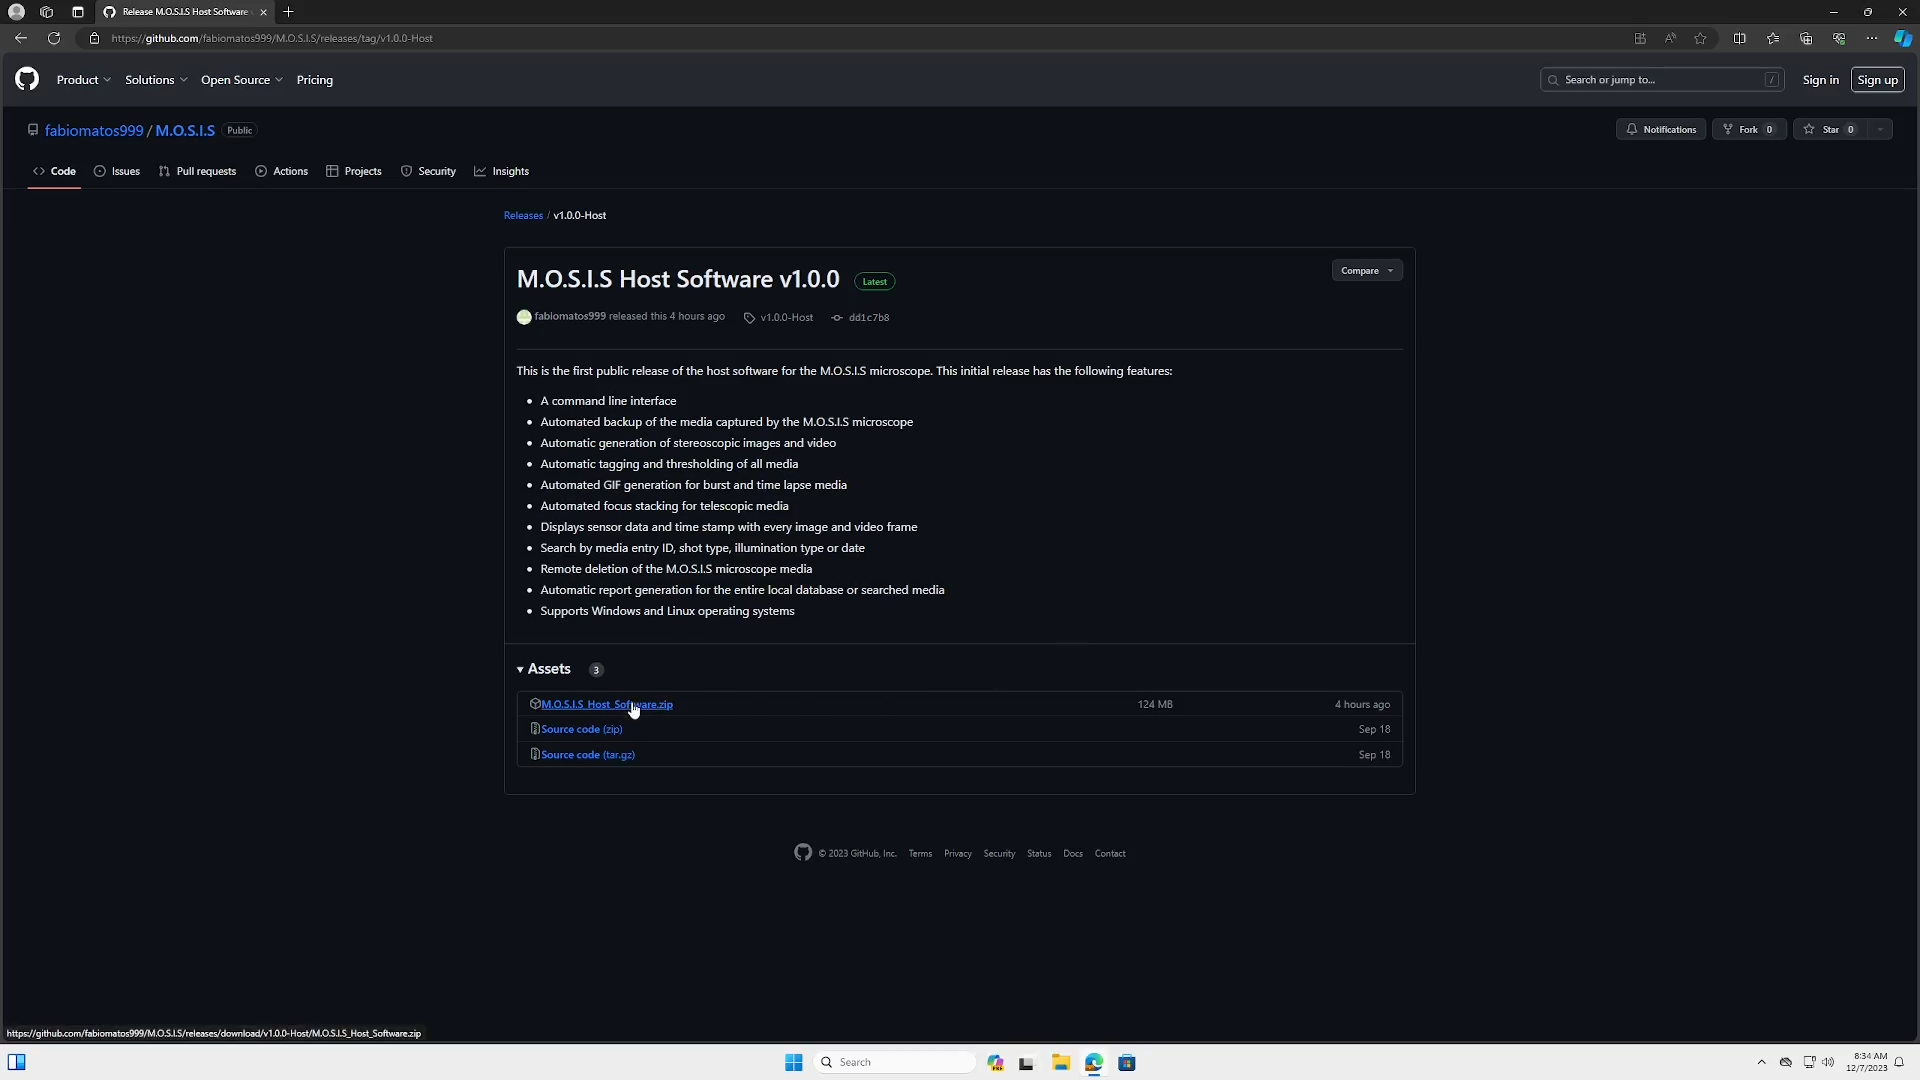 Release M.O.S.I.S Host Software
https://github.com/fabiomatos999/M.O.S.I.S/releases/tag/v1.0.0-Host
Product Solutions Open Source Pricing
Search or jump to... /
Sign in
Sign up
fabiomatos999 / M.O.S.I.S Public
Notifications
Fork 0
Star 0
Code Issues Pull requests Actions Projects Security Insights
Releases / v1.0.0-Host
M.O.S.I.S Host Software v1.0.0 Latest
Compare
fabiomatos999 released this 4 hours ago v1.0.0-Host dd1c7b8
This is the first public release of the host software for the M.O.S.I.S microscope. This initial release has the following features:
• A command line interface
• Automated backup of the media captured by the M.O.S.I.S microscope
• Automatic generation of stereoscopic images and video
• Automatic tagging and thresholding of all media
• Automated GIF generation for burst and time lapse media
• Automated focus stacking for telescopic media
• Displays sensor data and time stamp with every image and video frame
• Search by media entry ID, shot type, illumination type or date
• Remote deletion of the M.O.S.I.S microscope media
• Automatic report generation for the entire local database or searched media
• Supports Windows and Linux operating systems
Assets 3
M.O.S.I.S_Host_Software.zip 124 MB 4 hours ago
Source code (zip) Sep 18
Source code (tar.gz) Sep 18
© 2023 GitHub, Inc. Terms Privacy Security Status Docs Contact
https://github.com/fabiomatos999/M.O.S.I.S/releases/download/v1.0.0-Host/M.O.S.I.S_Host_Software.zip
Search
8:34 AM
12/7/2023